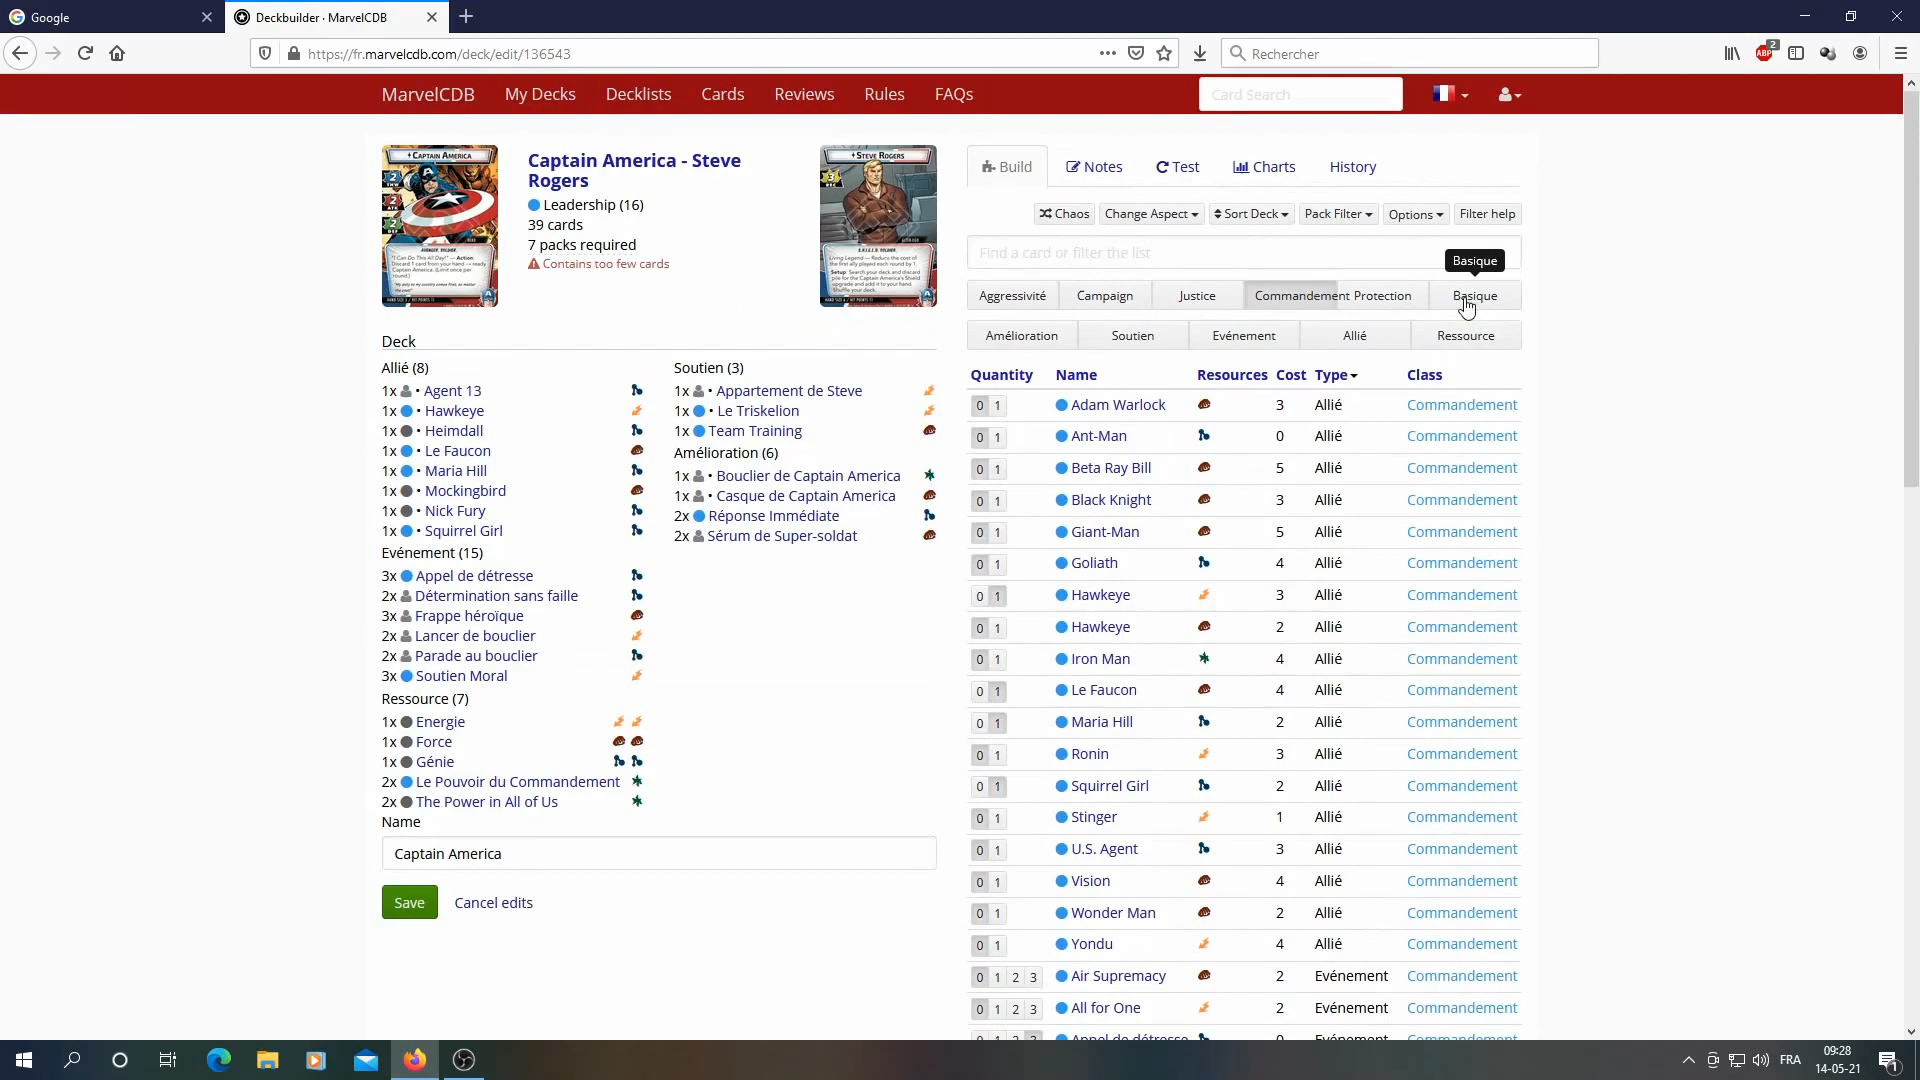 Google
Deckbuilder · MarvelCDB
https://fr.marvelcdb.com/deck/edit/136543
Rechercher
ABP
2
MarvelCDB
My Decks
Decklists
Cards
Reviews
Rules
FAQs
Card Search
CAPTAIN AMERICA
Captain America - Steve
Rogers
Leadership (16)
39 cards
7 packs required
Contains too few cards
STEVE ROGERS
Build
Notes
Test
Charts
History
Chaos
Change Aspect
Sort Deck
Pack Filter
Options
Filter help
Find a card or filter the list
Basique
Aggressivité
Campaign
Justice
Commandement
Protection
Basique
Amélioration
Soutien
Evénement
Allié
Ressource
Deck
Allié (8)
1x • Agent 13
1x • Hawkeye
1x • Heimdall
1x • Le Faucon
1x • Maria Hill
1x • Mockingbird
1x • Nick Fury
1x • Squirrel Girl
Evénement (15)
3x Appel de détresse
2x Détermination sans faille
3x Frappe héroïque
2x Lancer de bouclier
2x Parade au bouclier
3x Soutien Moral
Ressource (7)
1x Energie
1x Force
1x Génie
2x Le Pouvoir du Commandement
2x The Power in All of Us
Soutien (3)
1x • Appartement de Steve
1x • Le Triskelion
1x Team Training
Amélioration (6)
1x • Bouclier de Captain America
1x • Casque de Captain America
2x Réponse Immédiate
2x Sérum de Super-soldat
Name
Captain America
Save
Cancel edits
Quantity Name Resources Cost Type Class
0 1 Adam Warlock 3 Allié Commandement
0 1 Ant-Man 0 Allié Commandement
0 1 Beta Ray Bill 5 Allié Commandement
0 1 Black Knight 3 Allié Commandement
0 1 Giant-Man 5 Allié Commandement
0 1 Goliath 4 Allié Commandement
0 1 Hawkeye 3 Allié Commandement
0 1 Hawkeye 2 Allié Commandement
0 1 Iron Man 4 Allié Commandement
0 1 Le Faucon 4 Allié Commandement
0 1 Maria Hill 2 Allié Commandement
0 1 Ronin 3 Allié Commandement
0 1 Squirrel Girl 2 Allié Commandement
0 1 Stinger 1 Allié Commandement
0 1 U.S. Agent 3 Allié Commandement
0 1 Vision 4 Allié Commandement
0 1 Wonder Man 2 Allié Commandement
0 1 Yondu 4 Allié Commandement
0 1 2 3 Air Supremacy 2 Evénement Commandement
0 1 2 3 All for One 2 Evénement Commandement
0 1 2 3 Appel de détresse 0 Evénement Commandement
FRA
09:28
14-05-21
1